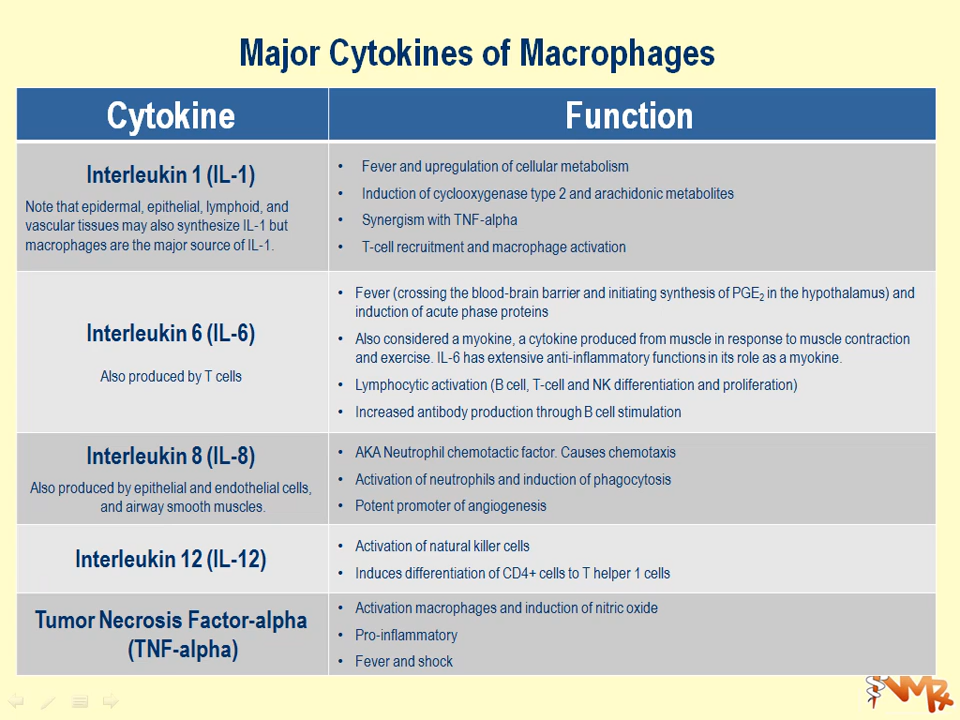 Major Cytokines of Macrophages
Cytokine
Function
Interleukin 1 (IL-1)
Note that epidermal, epithelial, lymphoid, and
vascular tissues may also synthesize IL-1 but
macrophages are the major source of IL-1.
• Fever and upregulation of cellular metabolism
• Induction of cyclooxygenase type 2 and arachidonic metabolites
• Synergism with TNF-alpha
• T-cell recruitment and macrophage activation
Interleukin 6 (IL-6)
Also produced by T cells
• Fever (crossing the blood-brain barrier and initiating synthesis of PGE₂ in the hypothalamus) and
induction of acute phase proteins
• Also considered a myokine, a cytokine produced from muscle in response to muscle contraction
and exercise. IL-6 has extensive anti-inflammatory functions in its role as a myokine.
• Lymphocytic activation (B cell, T-cell and NK differentiation and proliferation)
• Increased antibody production through B cell stimulation
Interleukin 8 (IL-8)
Also produced by epithelial and endothelial cells,
and airway smooth muscles.
• AKA Neutrophil chemotactic factor. Causes chemotaxis
• Activation of neutrophils and induction of phagocytosis
• Potent promoter of angiogenesis
Interleukin 12 (IL-12)
• Activation of natural killer cells
• Induces differentiation of CD4+ cells to T helper 1 cells
Tumor Necrosis Factor-alpha
(TNF-alpha)
• Activation macrophages and induction of nitric oxide
• Pro-inflammatory
• Fever and shock